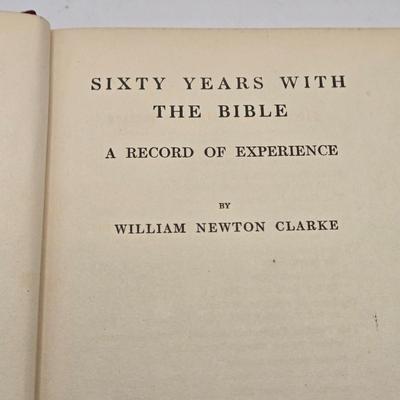 SIXTY YEARS WITH
THE BIBLE
A RECORD OF EXPERIENCE
BY
WILLIAM NEWTON CLARKE